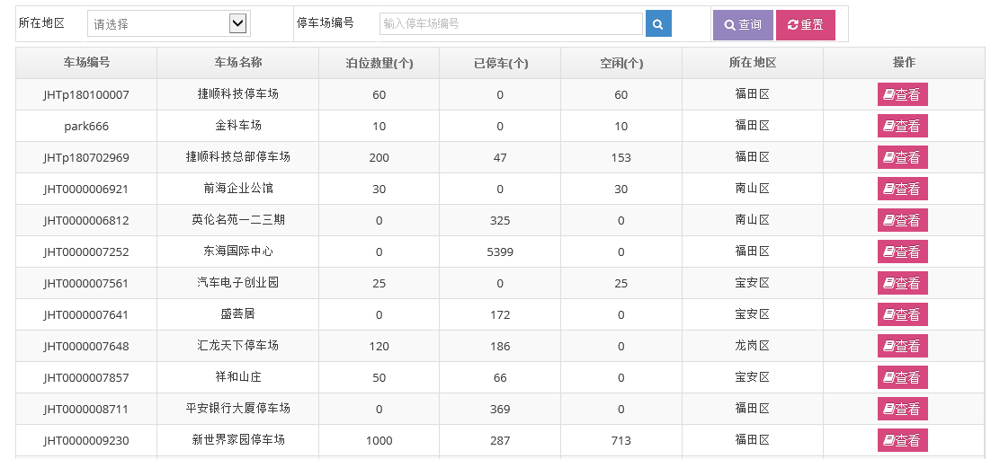 所在地区 请选择 停车场编号 输入停车场编号 查询 重置
车场编号 车场名称 泊位数量(个) 已停车(个) 空闲(个) 所在地区 操作
JHTp180100007 捷顺科技停车场 60 0 60 福田区 查看
park666 金科车场 10 0 10 福田区 查看
JHTp180702969 捷顺科技总部停车场 200 47 153 福田区 查看
JHT0000006921 前海企业公馆 30 0 30 南山区 查看
JHT0000006812 英伦名苑一二三期 0 325 0 南山区 查看
JHT0000007252 东海国际中心 0 5399 0 福田区 查看
JHT0000007561 汽车电子创业园 25 0 25 宝安区 查看
JHT0000007641 盛荟居 0 172 0 宝安区 查看
JHT0000007648 汇龙天下停车场 120 186 0 龙岗区 查看
JHT0000007857 祥和山庄 50 66 0 宝安区 查看
JHT0000008711 平安银行大厦停车场 0 369 0 福田区 查看
JHT0000009230 新世界家园停车场 1000 287 713 福田区 查看